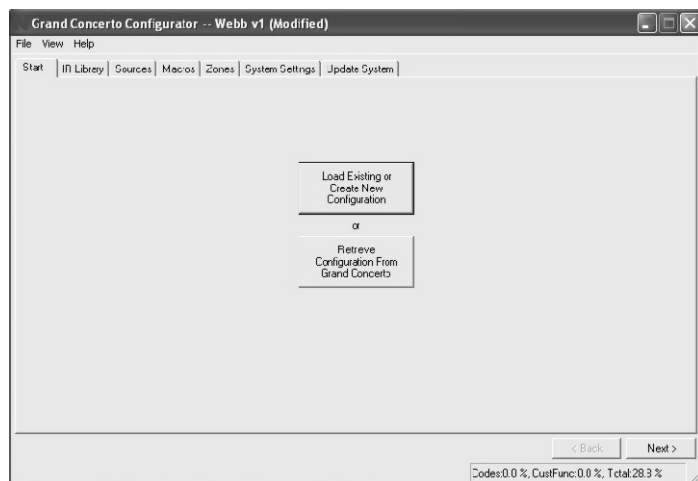 Grand Concerto Configurator -- Webb v1 (Modified)
File View Help
Start IR Library Sources Macros Zones System Settings Update System
Load Existing or
Create New
Configuration
or
Retrieve
Configuration From
Grand Concerto
< Back Next >
Codes:0.0 %, CustFunc:0.0 %, Total:28.3 %